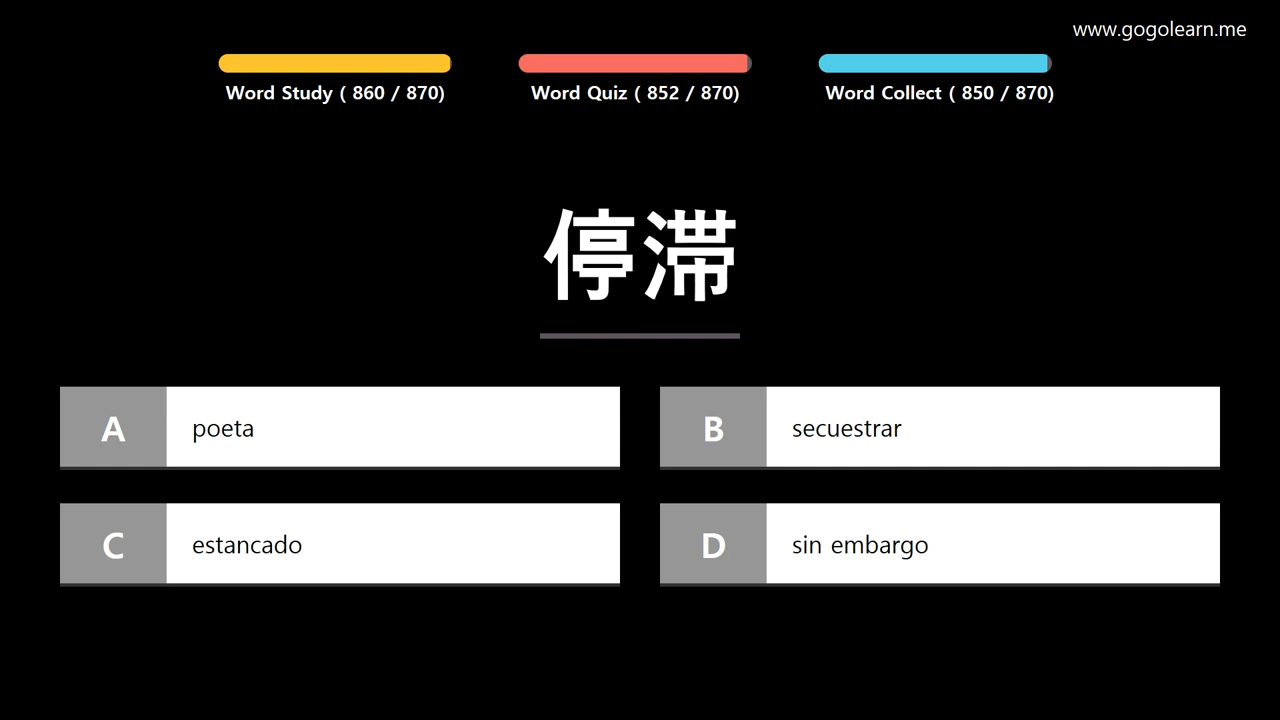 www.gogolearn.me
Word Study ( 860 / 870)
Word Quiz ( 852 / 870)
Word Collect ( 850 / 870)
停滞
A poeta
B secuestrar
C estancado
D sin embargo